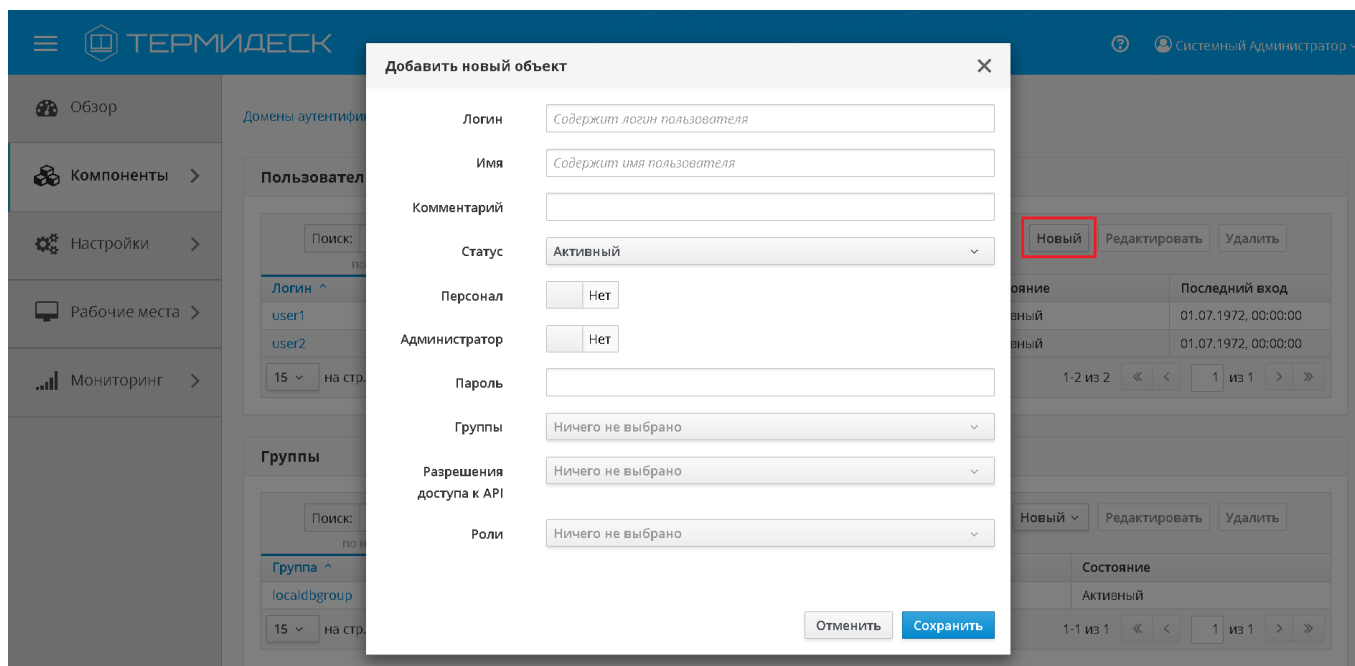 ТЕРМИДЕСК
Системный Администратор
Добавить новый объект
Обзор
Компоненты
Настройки
Рабочие места
Мониторинг
Домены
Логин
Содержит логин пользователя
Имя
Содержит имя пользователя
Комментарий
Статус
Активный
Персонал
Нет
Администратор
Нет
Пароль
Группы
Ничего не выбрано
Разрешения
доступа к API
Ничего не выбрано
Роли
Ничего не выбрано
Отменить
Сохранить
Поиск:
Новый
Редактировать
Удалить
Логин
Последний вход
user1
01.07.1972, 00:00:00
user2
01.07.1972, 00:00:00
15
на стр.
1-2 из 2
1 из 1
Группы
Поиск:
Новый
Редактировать
Удалить
Группа
Состояние
localdbgroup
Активный
15
на стр.
1-1 из 1
1 из 1